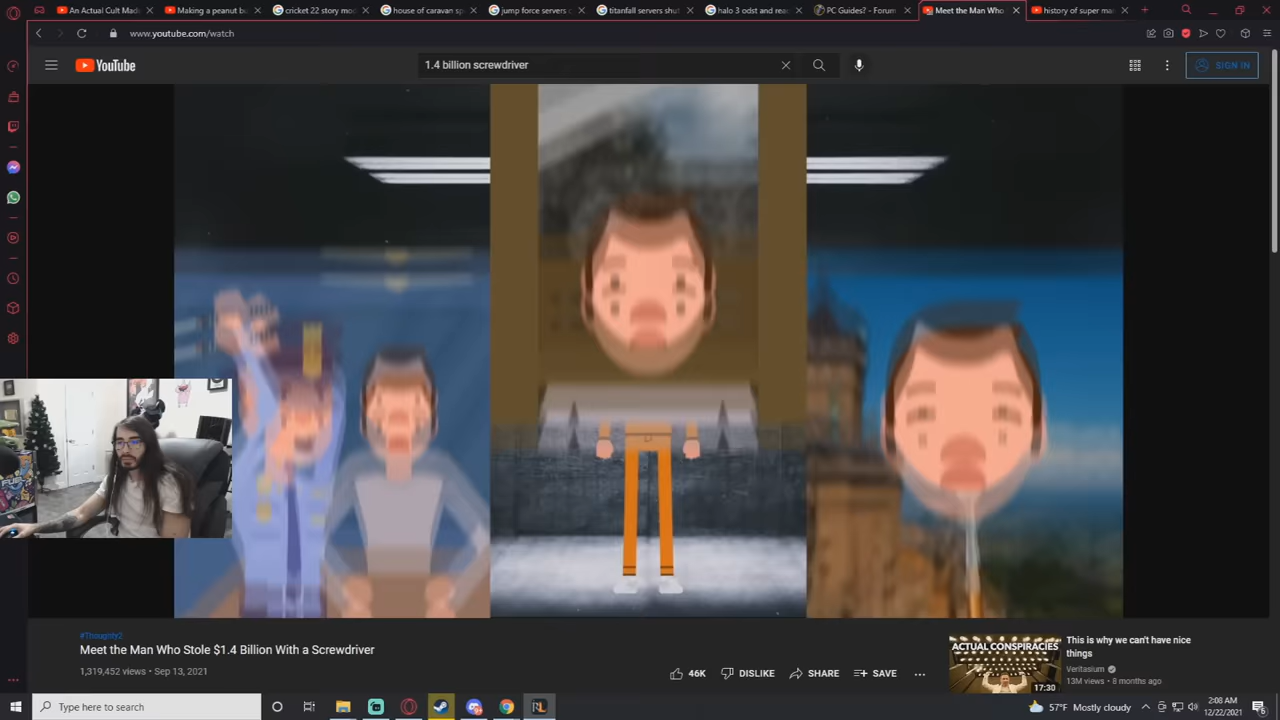 An Actual Cult Mad
Making a peanut bu
cricket 22 story mod
house of caravan sp
jump force servers c
titanfall servers shut
halo 3 odst and reac
PC Guides? - Forum
Meet the Man Who
history of super ma
www.youtube.com/watch
YouTube
1.4 billion screwdriver
SIGN IN
#Thoughty2
Meet the Man Who Stole $1.4 Billion With a Screwdriver
1,319,452 views • Sep 13, 2021
46K
DISLIKE
SHARE
SAVE
ACTUAL CONSPIRACIES
17:30
This is why we can't have nice
things
Veritasium
13M views • 8 months ago
Type here to search
57°F Mostly cloudy
2:08 AM
12/22/2021